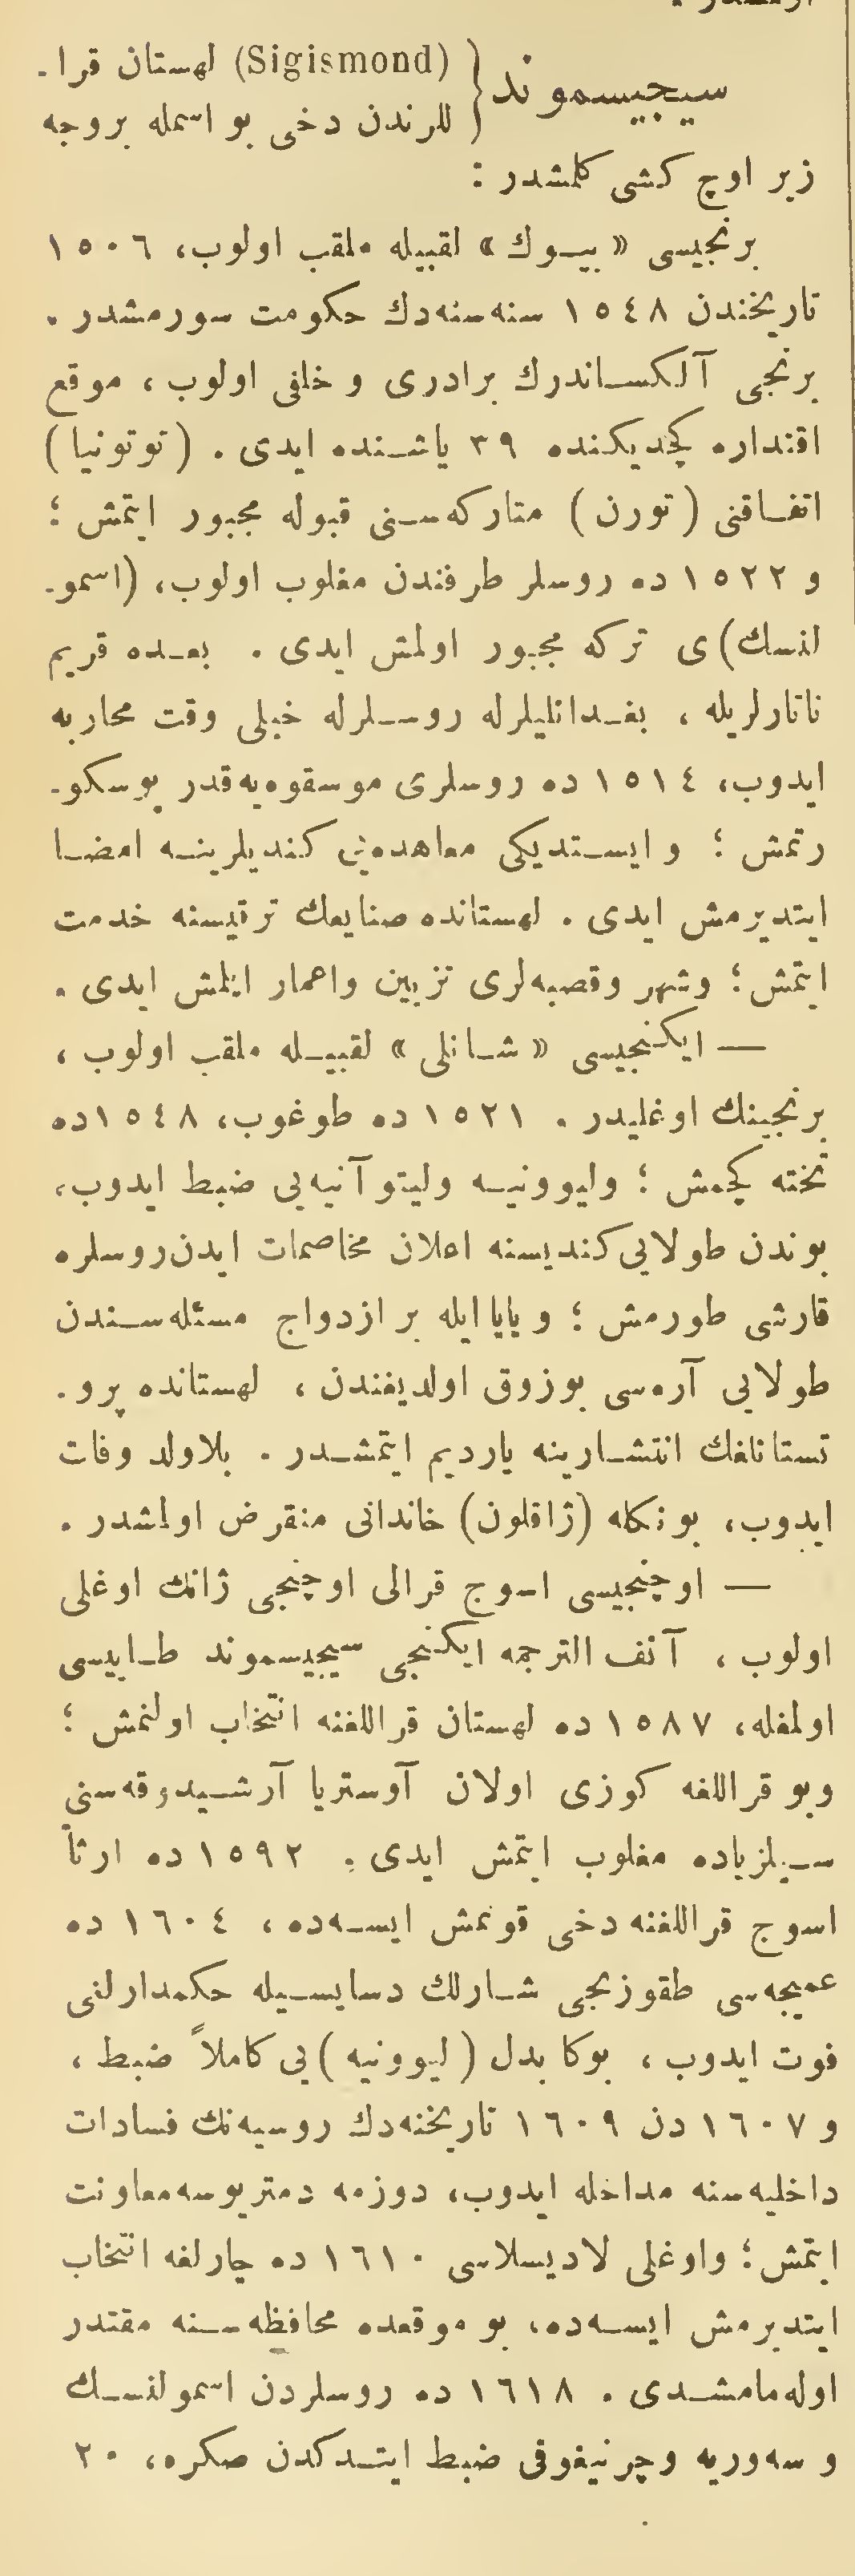 سیجیسموند { (Sigismond) لهستان قرا-
للرندن دخی بو اسمله بروجه
زیر اوچ کشی کلمشدر :
برنجیسی «بیوك» لقبیله ملقب اولوب، ١٥٠٦
تاریخندن ١٥٤٨ سنه‌سنه‌دك حکومت سورمشدر .
برنجی آلکساندرك برادری و خلفی اولوب ، موقع
اقتداره کچدیکنده ٣٩ یاشنده ایدی . (توتونیا)
اتفاقنی (تورن) متارکه‌سنی قبوله مجبور ایتمش ؛
و ١٥٢٢ ده روسلر طرفندن مغلوب اولوب، (اسمو-
لنسك)ی ترکه مجبور اولمش ایدی . بعده قریم
تاتارلریله ، بغدانلیلرله روسلرله خیلی وقت محاربه
ایدوب، ١٥١٤ ده روسلری موسقوه‌یه‌قدر پوسکو-
رتمش ؛ و ایستدیکی معاهده‌یی کندیلرینه امضا
ایتدیرمش ایدی . لهستانده صنایعك ترقیسنه خدمت
ایتمش ؛ وشهر وقصبه‌لری تزیین واعمار ایلمش ایدی .
— ایکنجیسی «شانلی» لقبیله ملقب اولوب ،
برنجینك اوغلیدر . ١٥٢١ ده طوغوب، ١٥٤٨ده
تخته کچمش ؛ ولیوونیه ولیتوآنیه‌یی ضبط ایدوب،
بوندن طولایی کندیسنه اعلان مخاصمات ایدن روسلره
قارشی طورمش ؛ و پاپا ایله بر ازدواج مسئله‌سندن
طولایی آره‌سی بوزوق اولدیغندن ، لهستانده پرو-
تستانلغك انتشارینه یاردیم ایتمشدر . بلاولد وفات
ایدوب، بونکله (ژاقلون) خاندانی منقرض اولمشدر .
— اوچنجیسی اسوج قرالی اوچنجی ژانك اوغلی
اولوب ، آنف الترجمه ایکنجی سیجیسموند طاییسی
اولمغله، ١٥٨٧ ده لهستان قراللغنه انتخاب اولنمش ؛
وبو قراللغه کوزی اولان آوستریا آرشیدوقه‌سنی
سیلزیاده مغلوب ایتمش ایدی . ١٥٩٢ ده ارثاً
اسوج قراللغنه دخی قونمش ایسه‌ده، ١٦٠٤ ده
عمیجه‌سی طقوزنجی شارلك دسایسیله حکمدارلغی
فوت ایدوب ، بوکا بدل (لیوونیه)یی کاملاً ضبط ،
و ١٦٠٧ دن ١٦٠٩ تاریخنه‌دك روسیه‌نك فسادات
داخلیه‌سنه مداخله ایدوب، دوزمه دمتریوسه معاونت
ایتمش ؛ واوغلی لادیسلاسی ١٦١٠ ده چارلغه انتخاب
ایتدیرمش ایسه‌ده، بو موقعده محافظه‌سنه مقتدر
اوله‌مامشدی . ١٦١٨ ده روسلردن اسمولنسك
و سه‌وریه وچرنیغوفی ضبط ایتدکدن صکره، ٢٠